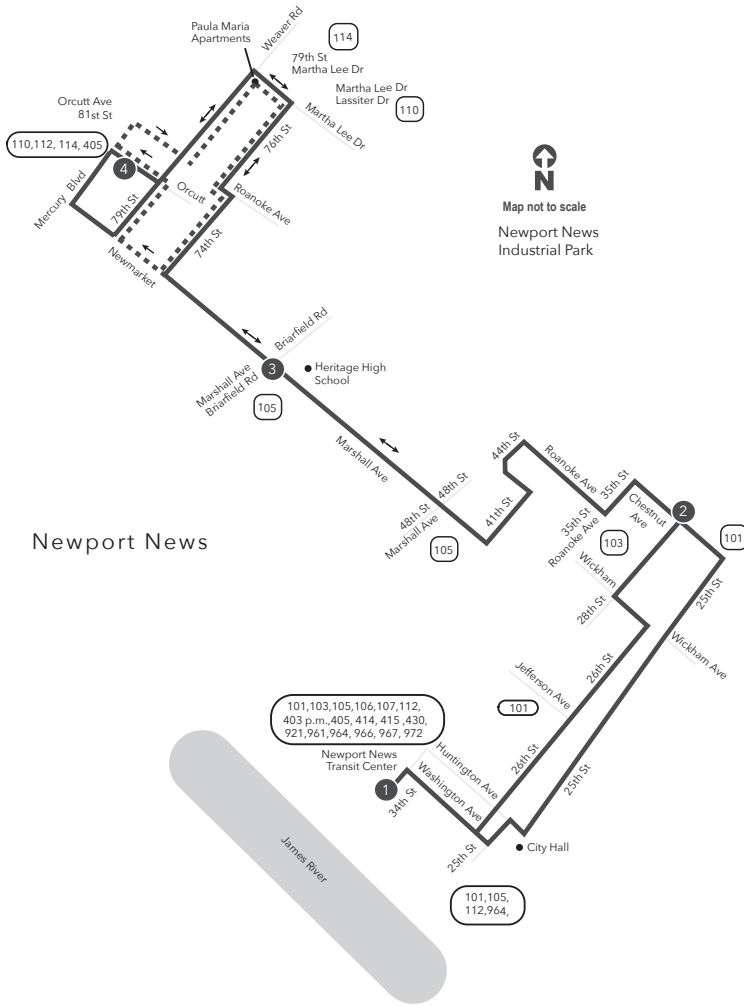 Paula Maria
Apartments
Weaver Rd
114
79th St
Martha Lee Dr
Martha Lee Dr
Lassiter Dr
110
Orcutt Ave
81st St
110,112, 114, 405
4
Martha Lee Dr
76th St
Mercury Blvd
79th St
Orcutt
Roanoke Ave
74th St
Newmarket
N
Map not to scale
Newport News
Industrial Park
Briarfield Rd
3
Heritage High
School
Marshall Ave
Briarfield Rd
105
Marshall Ave
44th St
Roanoke Ave
35th St
Chestnut
Ave
2
48th St
48th St
Marshall Ave
41th St
105
35th St
Roanoke Ave
103
101
Wickham
28th St
25th St
Newport News
Wickham Ave
26th St
Jefferson Ave
101
101,103,105,106,107,112,
403 p.m.,405, 414, 415 ,430,
921,961,964, 966, 967, 972
Newport News
Transit Center
1
34th St
Huntington Ave
Washington Ave
26th St
25th St
25th St
City Hall
James River
101,105,
112,964,